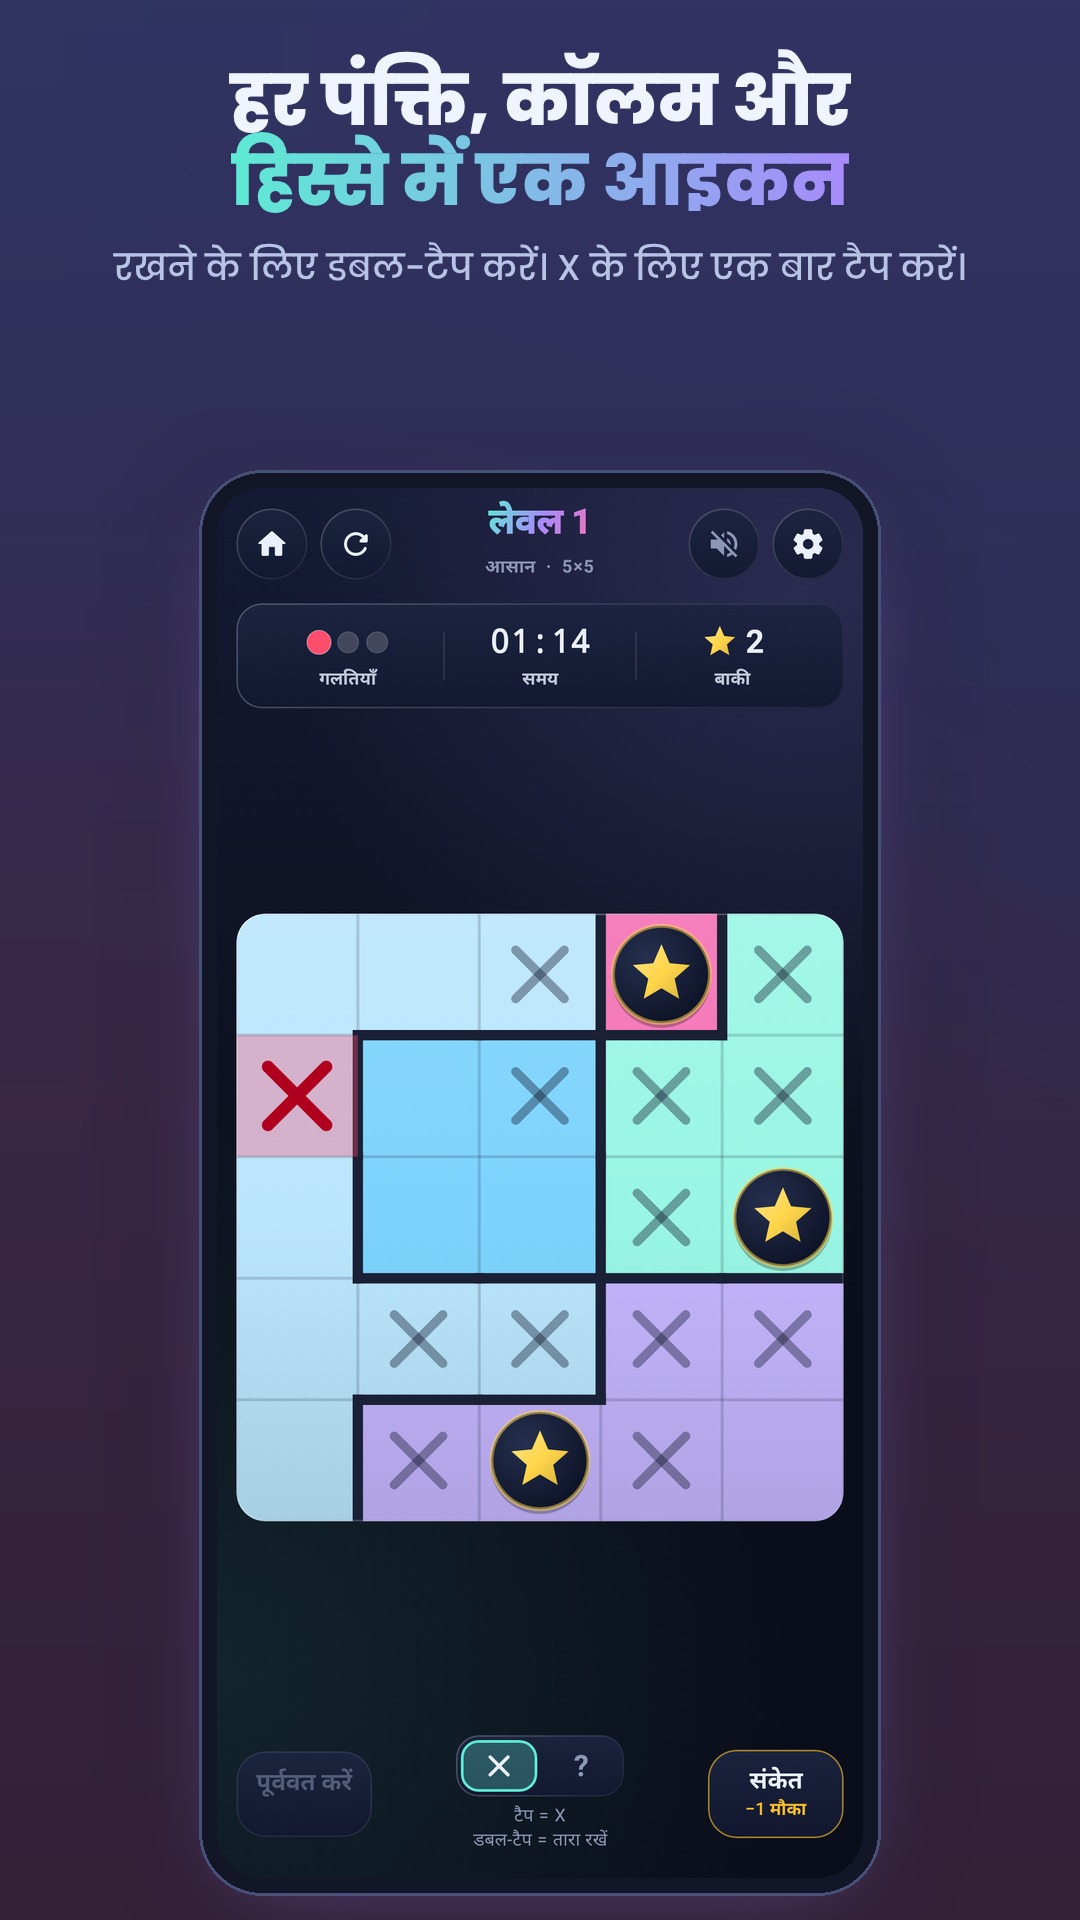 हर पंक्ति, कॉलम और
हिस्से में एक आइकन
रखने के लिए डबल-टैप करें। X के लिए एक बार टैप करें।
लेवल 1
आसान · 5×5
01:14
2
गलतियाँ
समय
बाकी
पूर्ववत करें
?
संकेत
−1 मौका
टैप = X
डबल-टैप = तारा रखें